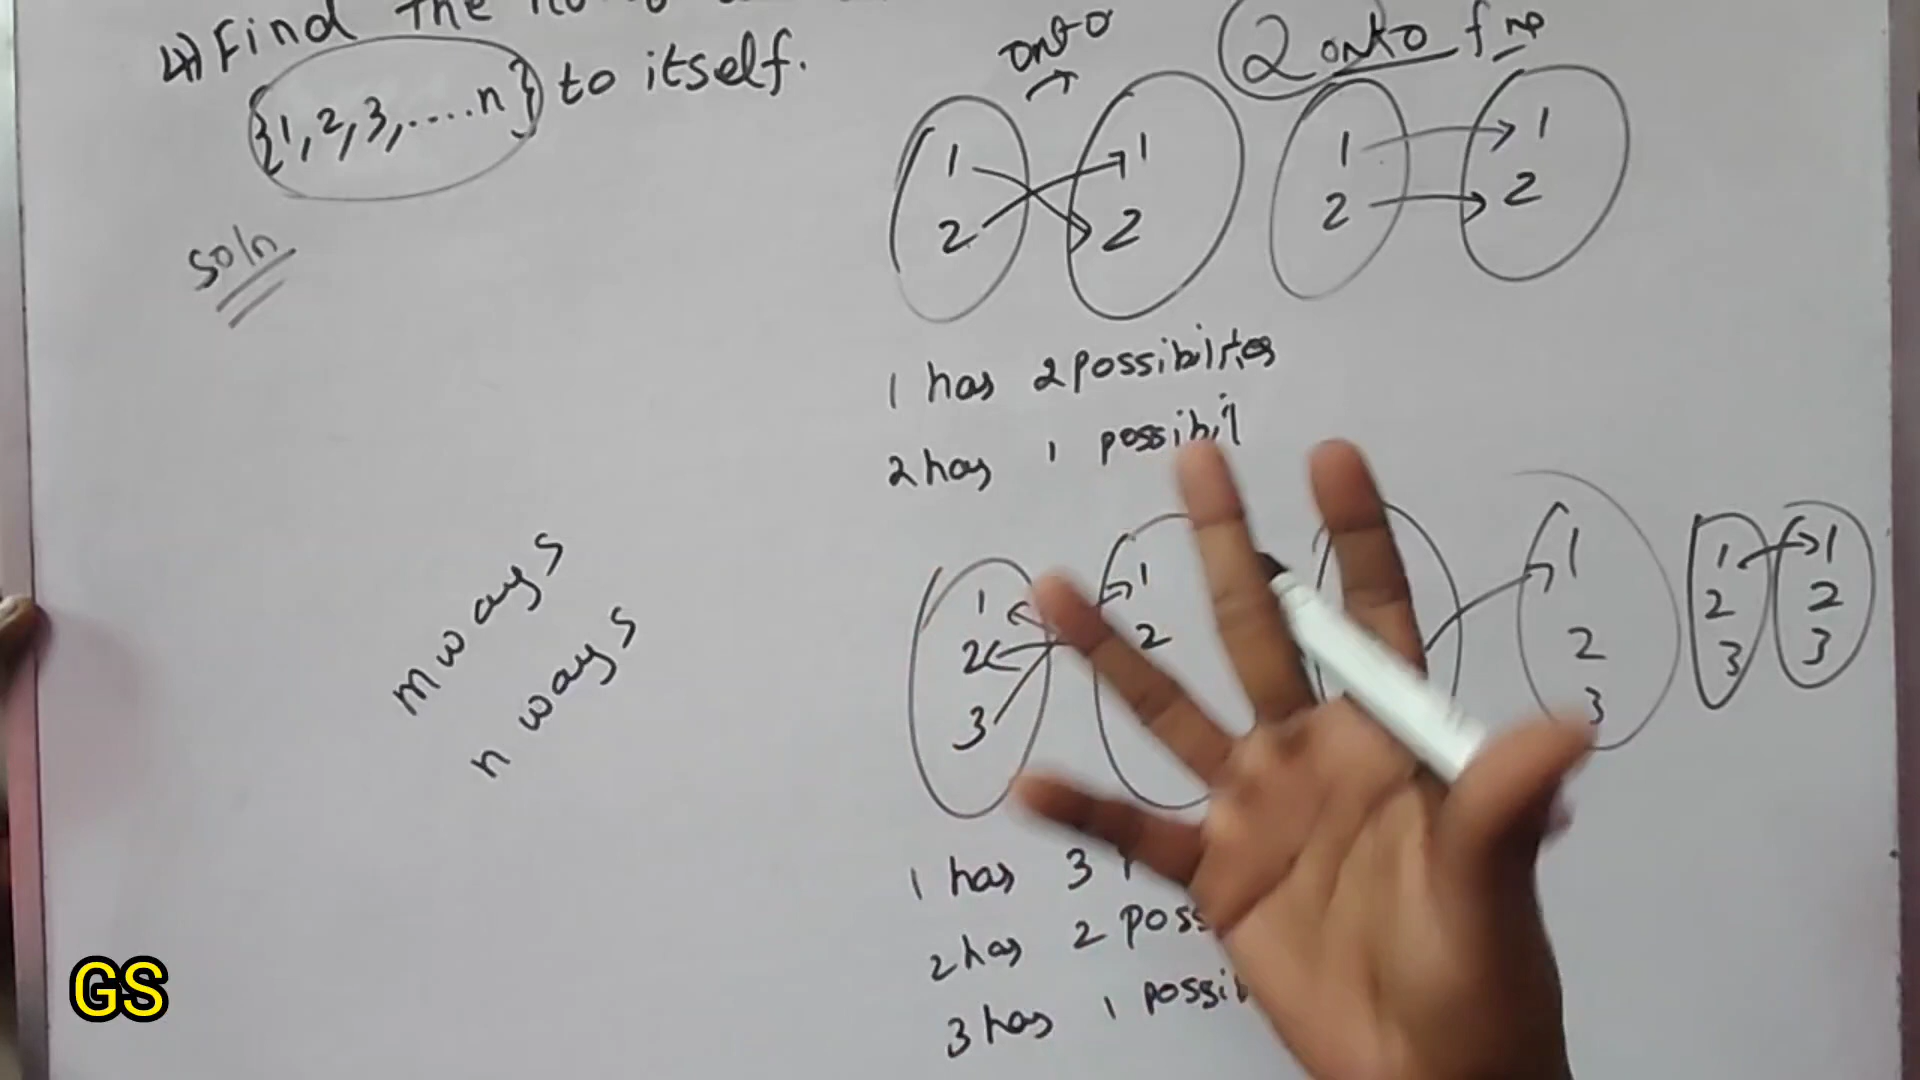 4) Find the
{1,2,3,....n} to itself.
soln
m ways
n ways
onto
2 onto fns
1 1
2 2
1 1
2 2
1 has 2 possibilites
2 has 1 possibil
1 1
2 2
3
1
2
3
1 1
2 2
3 3
1 has 3
2 has 2 poss
3 has 1 possi
GS